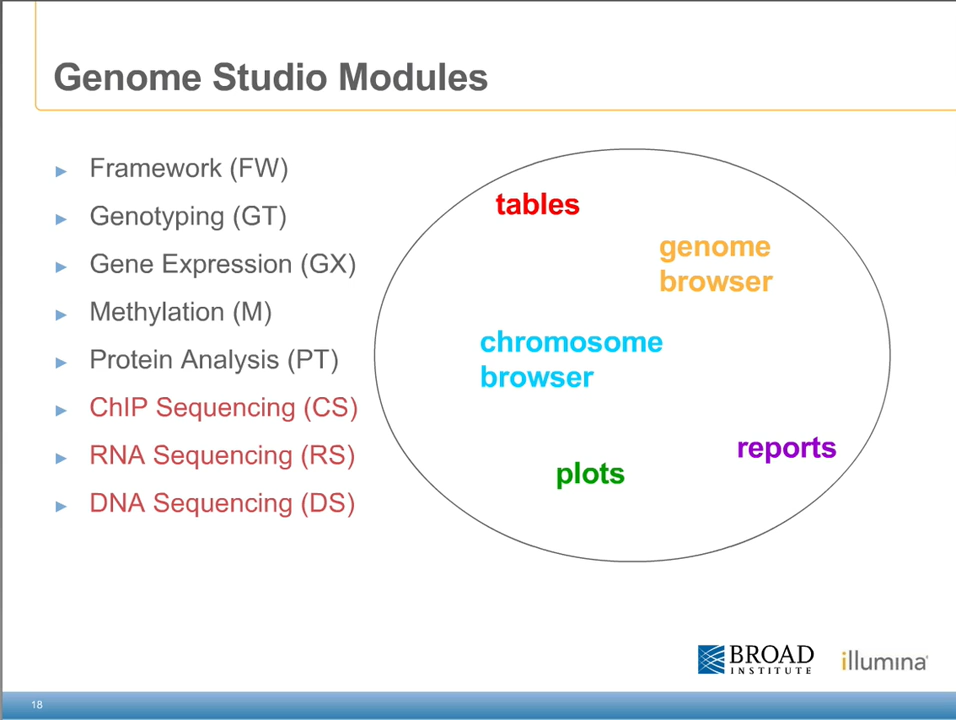 Genome Studio Modules
Framework (FW)
Genotyping (GT)
Gene Expression (GX)
Methylation (M)
Protein Analysis (PT)
ChIP Sequencing (CS)
RNA Sequencing (RS)
DNA Sequencing (DS)
tables
genome
browser
chromosome
browser
reports
plots
BROAD
INSTITUTE
illumina
18